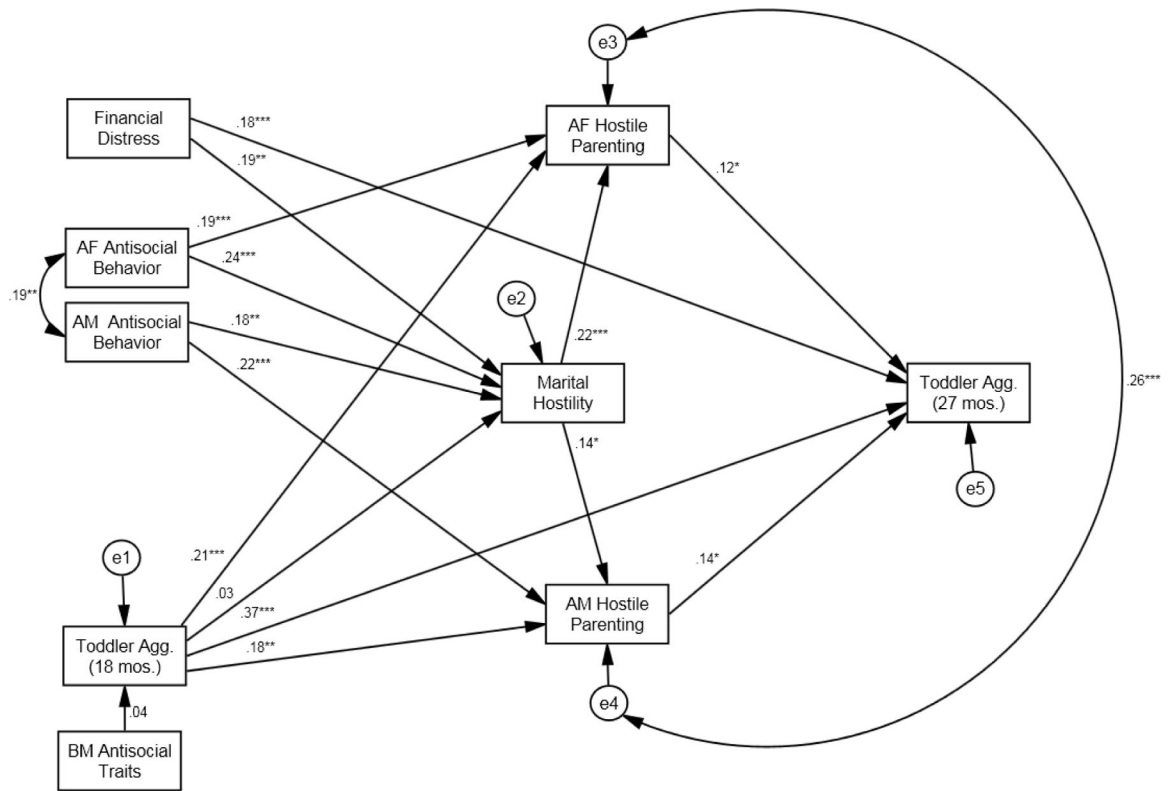 e3
Financial
Distress
.18***
.19**
AF Hostile
Parenting
.12*
AF Antisocial
Behavior
.19***
.24***
.19**
AM Antisocial
Behavior
.18**
.22***
e2
.22***
Marital
Hostility
.14*
Toddler Agg.
(27 mos.)
.26***
e5
e1
.21***
.03
.37***
.18**
.14*
AM Hostile
Parenting
Toddler Agg.
(18 mos.)
e4
.04
BM Antisocial
Traits